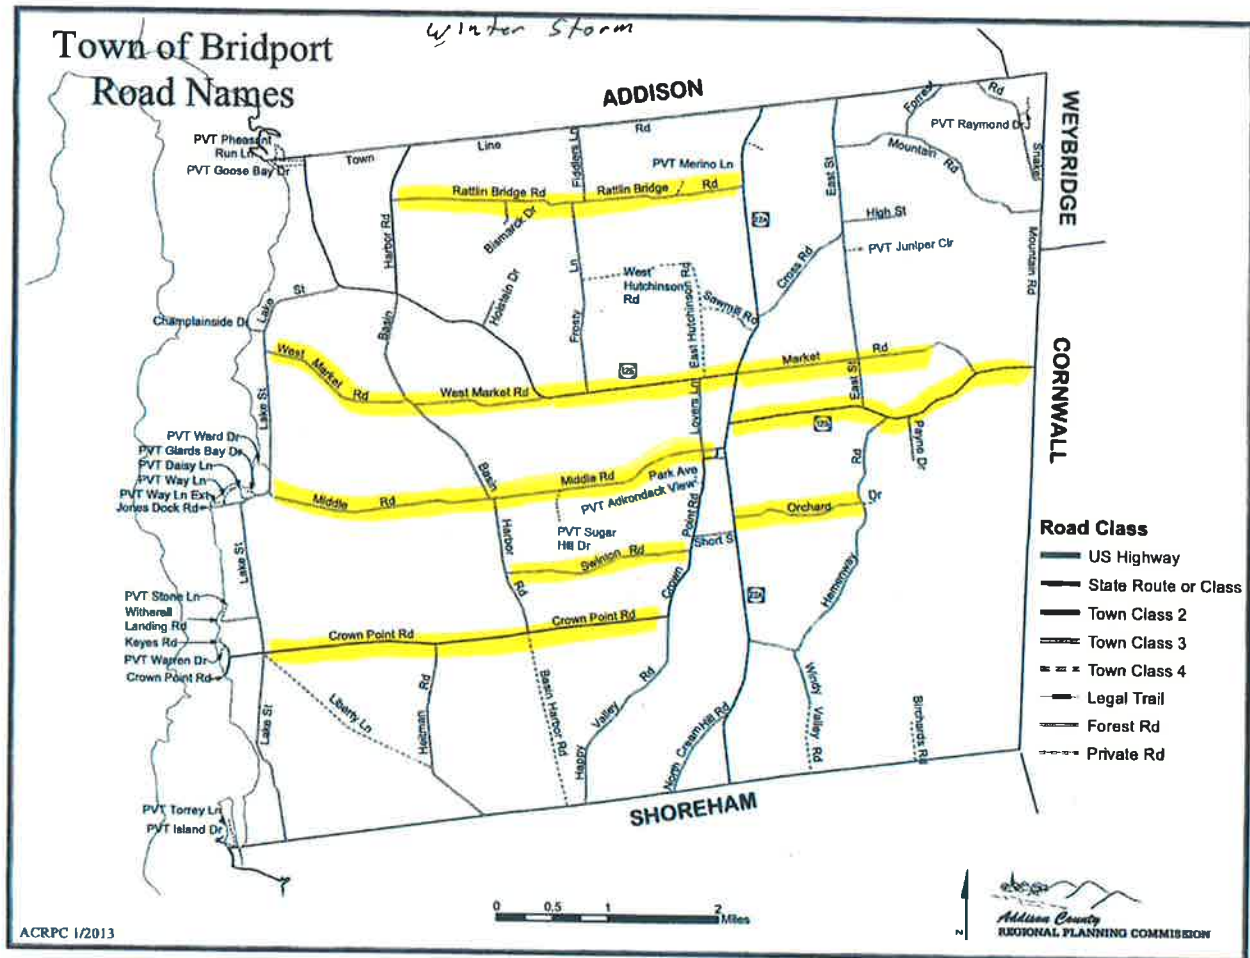 Winter Storm
Town of Bridport
Road Names
ADDISON
WEYBRIDGE
CORNWALL
SHOREHAM
PVT Pheasant
Run Ln
PVT Goose Bay Dr
Town
Line
Rd
Fiddlers Ln
PVT Merino Ln
Rattlin Bridge Rd
Rattlin Bridge
Rd
Bismarck Dr
Harbor Rd
East St
22A
Forrest
Rd
PVT Raymond Dr
Mountain
Rd
Snake
Mountain Rd
High St
PVT Juniper Cir
Cross Rd
West
Hutchinson
Rd
East Hutchinson Rd
Sawmill Rd
Ln
Frosty
Holstain Dr
Lake
St
Champlainside Dr
Basin
West
Market
Rd
West Market Rd
125
Market
Rd
East St
Lake St
Lovers Ln
125
Payne Dr
Rd
PVT Ward Dr
PVT Giards Bay Dr
PVT Daisy Ln
PVT Way Ln
PVT Way Ln Ext
Jones Dock Rd
Middle
Rd
Basin
Middle Rd
Park Ave
PVT Adirondack View
PVT Sugar
Hill Dr
Point Rd
Orchard
Dr
Short S
Harbor
Rd
Swinton
Rd
Crown
Hemenway
22A
Lake St
PVT Stone Ln
Witherell
Landing Rd
Keyes Rd
PVT Warren Dr
Crown Point Rd
Crown Point Rd
Crown Point Rd
Liberty Ln
Heitman
Rd
Basin Harbor Rd
Happy
Valley
Rd
North Cream Hill Rd
Windy
Valley
Rd
Birchards Rd
Lake St
PVT Torrey Ln
PVT Island Dr
Road Class
US Highway
State Route or Class
Town Class 2
Town Class 3
Town Class 4
Legal Trail
Forest Rd
Private Rd
0
0.5
1
2
Miles
N
Addison County
REGIONAL PLANNING COMMISSION
ACRPC 1/2013